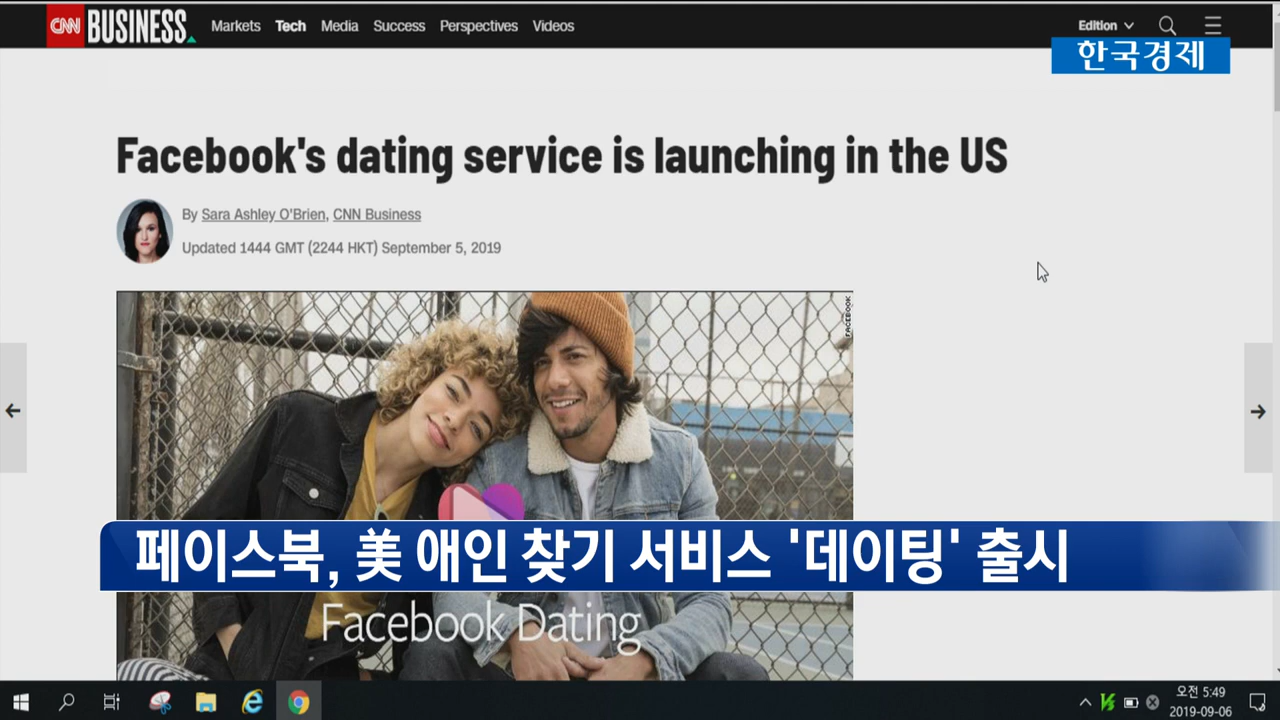 CNN BUSINESS Markets Tech Media Success Perspectives Videos Edition
한국경제
Facebook's dating service is launching in the US
By Sara Ashley O'Brien, CNN Business
Updated 1444 GMT (2244 HKT) September 5, 2019
FACEBOOK
페이스북, 美 애인 찾기 서비스 '데이팅' 출시
Facebook Dating
오전 5:49
2019-09-06